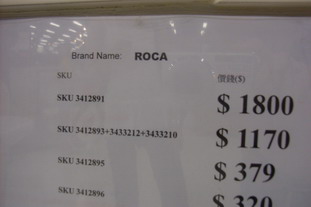 Brand Name: ROCA
SKU 價錢($)
SKU 3412891 $ 1800
SKU 3412893+3433212+3433210 $ 1170
SKU 3412895 $ 379
SKU 3412896 $ 320